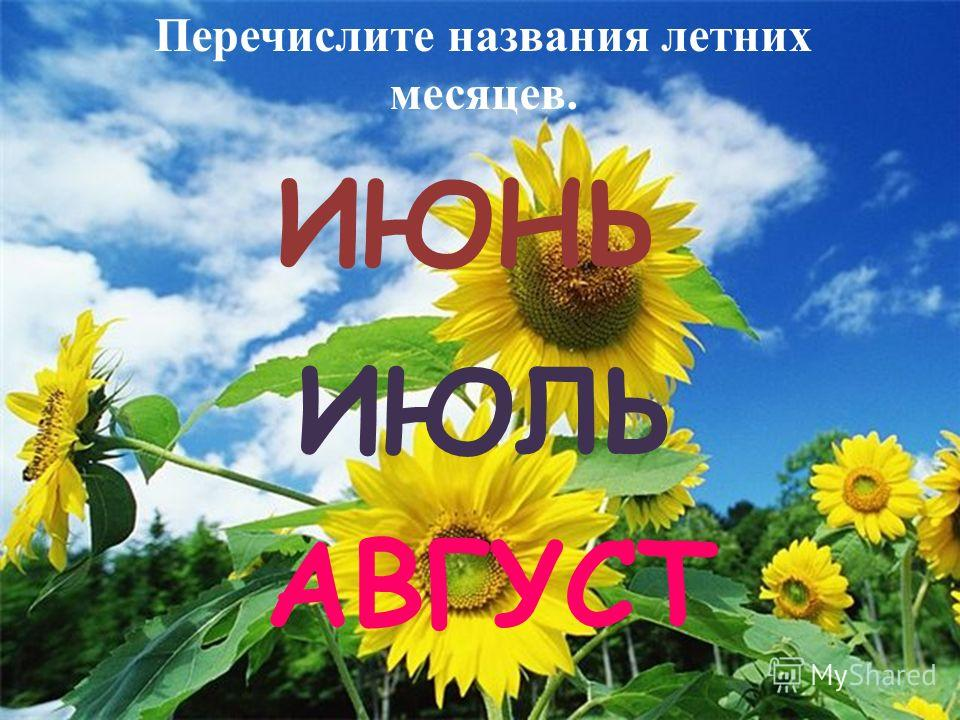 Перечислите названия летних
месяцев.
ИЮНЬ
ИЮЛЬ
АВГУСТ
MyShared